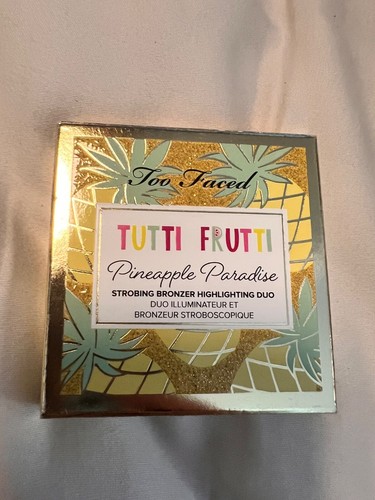 Too Faced
TUTTI FRUTTI
Pineapple Paradise
STROBING BRONZER HIGHLIGHTING DUO
DUO ILLUMINATEUR ET
BRONZEUR STROBOSCOPIQUE